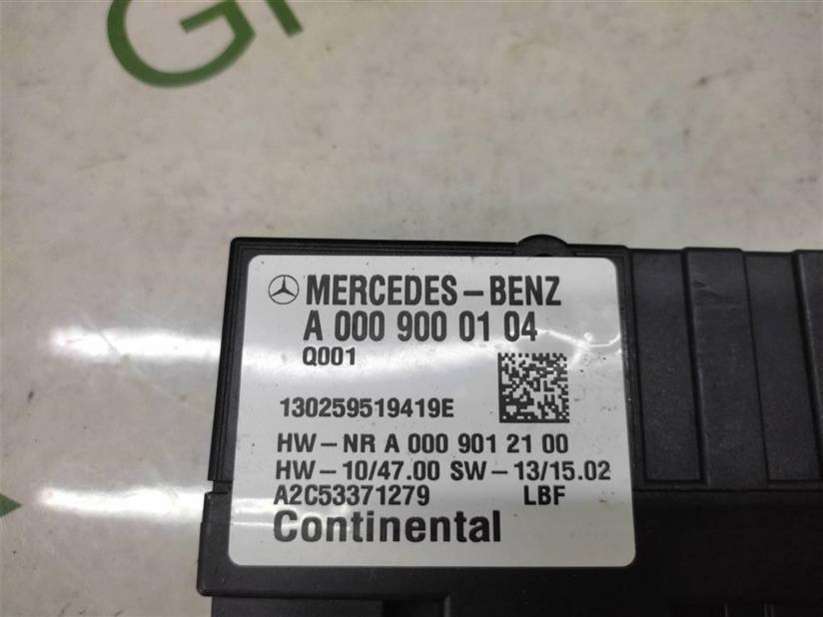 MERCEDES-BENZ
A 000 900 01 04
Q001
130259519419E
HW-NR A 000 901 21 00
HW-10/47.00 SW-13/15.02
A2C53371279 LBF
Continental